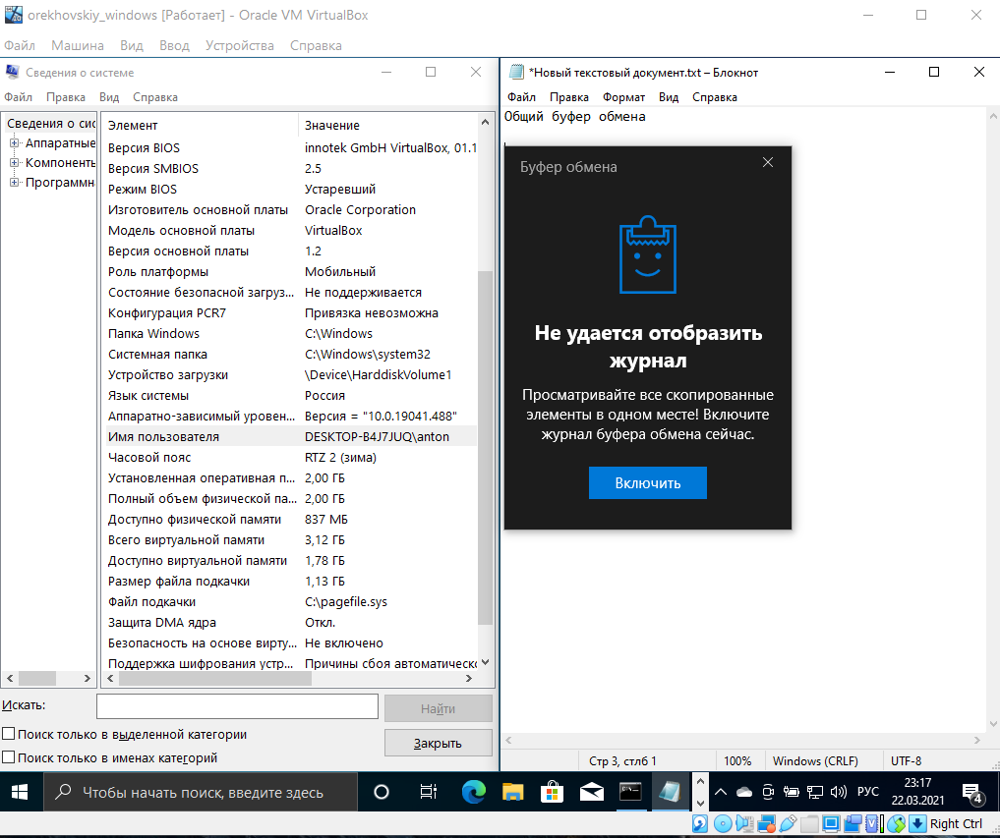 orekhovskiy_windows [Работает] - Oracle VM VirtualBox
Файл Машина Вид Ввод Устройства Справка
Сведения о системе
Файл Правка Вид Справка
Сведения о сис
Аппаратные
Компоненть
Программн
Элемент Значение
Версия BIOS innotek GmbH VirtualBox, 01.1
Версия SMBIOS 2.5
Режим BIOS Устаревший
Изготовитель основной платы Oracle Corporation
Модель основной платы VirtualBox
Версия основной платы 1.2
Роль платформы Мобильный
Состояние безопасной загруз... Не поддерживается
Конфигурация PCR7 Привязка невозможна
Папка Windows C:\Windows
Системная папка C:\Windows\system32
Устройство загрузки \Device\HarddiskVolume1
Язык системы Россия
Аппаратно-зависимый уровен... Версия = "10.0.19041.488"
Имя пользователя DESKTOP-B4J7JUQ\anton
Часовой пояс RTZ 2 (зима)
Установленная оперативная п... 2,00 ГБ
Полный объем физической па... 2,00 ГБ
Доступно физической памяти 837 МБ
Всего виртуальной памяти 3,12 ГБ
Доступно виртуальной памяти 1,78 ГБ
Размер файла подкачки 1,13 ГБ
Файл подкачки C:\pagefile.sys
Защита DMA ядра Откл.
Безопасность на основе вирту... Не включено
Поддержка шифрования устр... Причины сбоя автоматическо
Искать:
Найти
Поиск только в выделенной категории
Закрыть
Поиск только в именах категорий
*Новый текстовый документ.txt – Блокнот
Файл Правка Формат Вид Справка
Общий буфер обмена
Буфер обмена
Не удается отобразить
журнал
Просматривайте все скопированные
элементы в одном месте! Включите
журнал буфера обмена сейчас.
Включить
Стр 3, стлб 1 100% Windows (CRLF) UTF-8
Чтобы начать поиск, введите здесь
РУС
23:17
22.03.2021
4
Right Ctrl